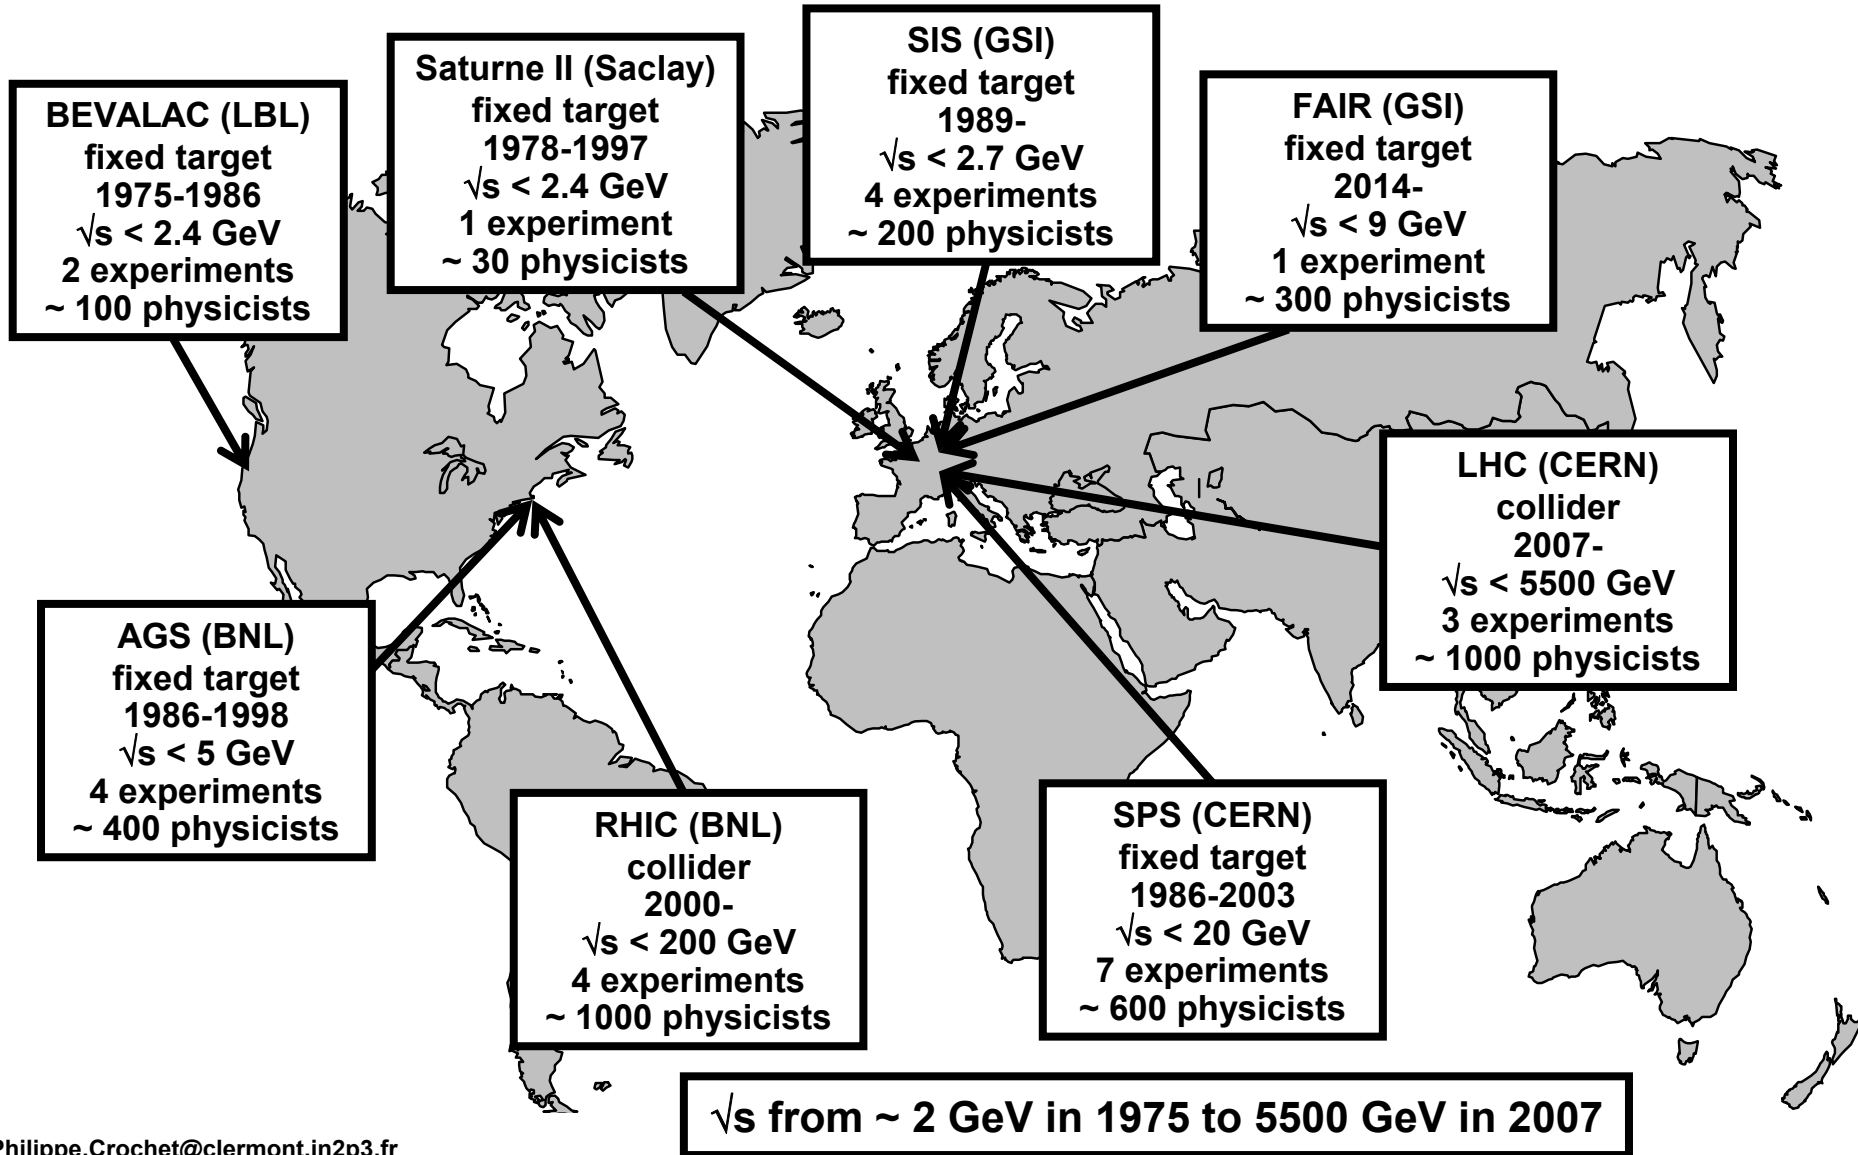 BEVALAC (LBL)
fixed target
1975-1986
√s < 2.4 GeV
2 experiments
~ 100 physicists
Saturne II (Saclay)
fixed target
1978-1997
√s < 2.4 GeV
1 experiment
~ 30 physicists
SIS (GSI)
fixed target
1989-
√s < 2.7 GeV
4 experiments
~ 200 physicists
FAIR (GSI)
fixed target
2014-
√s < 9 GeV
1 experiment
~ 300 physicists
LHC (CERN)
collider
2007-
√s < 5500 GeV
3 experiments
~ 1000 physicists
AGS (BNL)
fixed target
1986-1998
√s < 5 GeV
4 experiments
~ 400 physicists
RHIC (BNL)
collider
2000-
√s < 200 GeV
4 experiments
~ 1000 physicists
SPS (CERN)
fixed target
1986-2003
√s < 20 GeV
7 experiments
~ 600 physicists
√s from ~ 2 GeV in 1975 to 5500 GeV in 2007
Philippe.Crochet@clermont.in2p3.fr